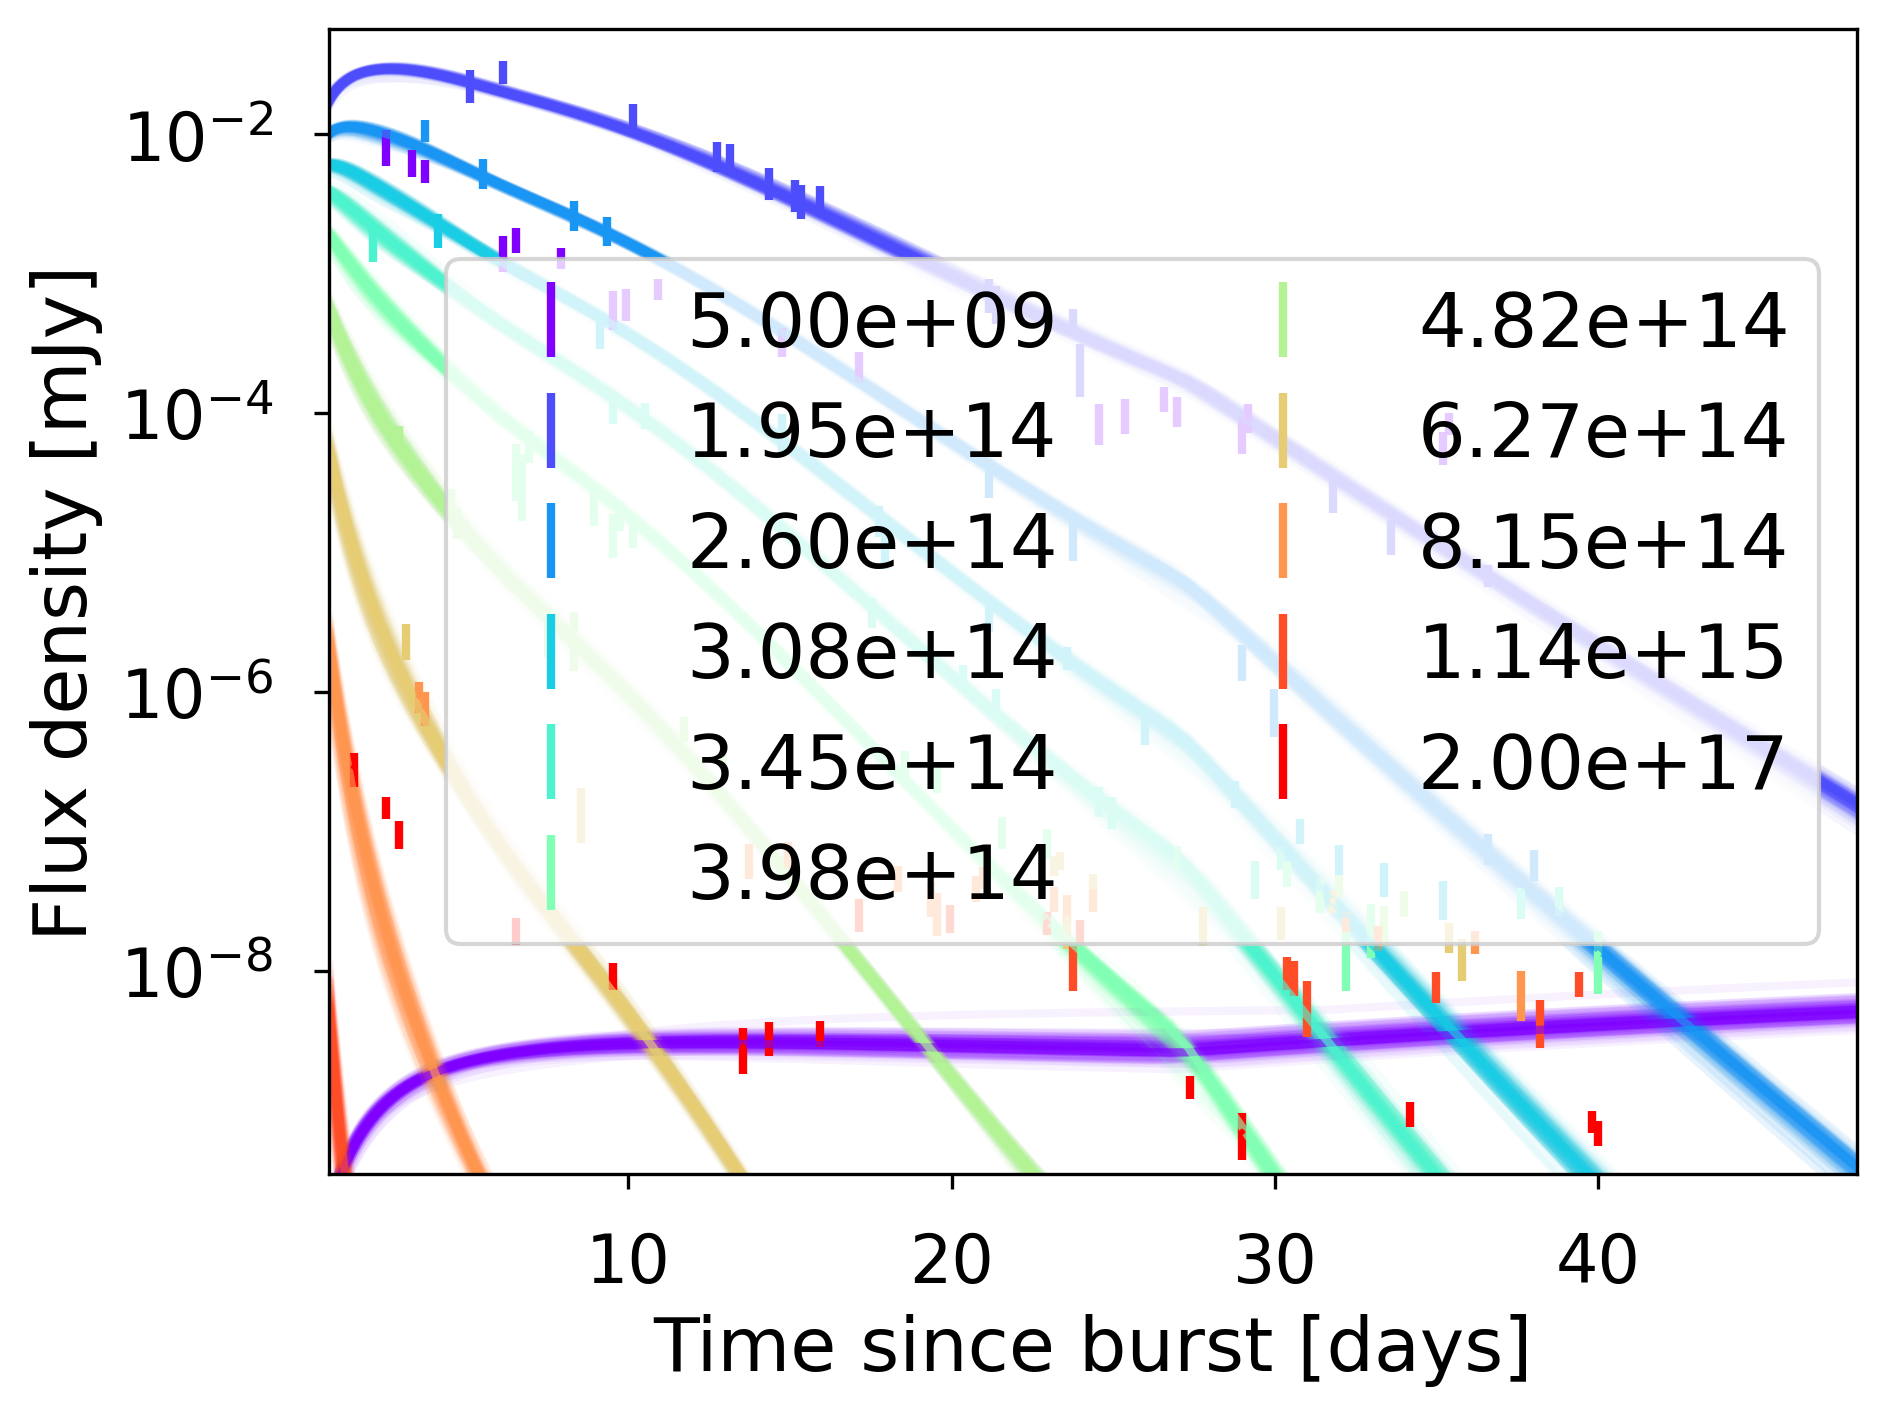 Flux density [mJy]
10⁻²
10⁻⁴
10⁻⁶
10⁻⁸
5.00e+09
1.95e+14
2.60e+14
3.08e+14
3.45e+14
3.98e+14
4.82e+14
6.27e+14
8.15e+14
1.14e+15
2.00e+17
10 20 30 40
Time since burst [days]